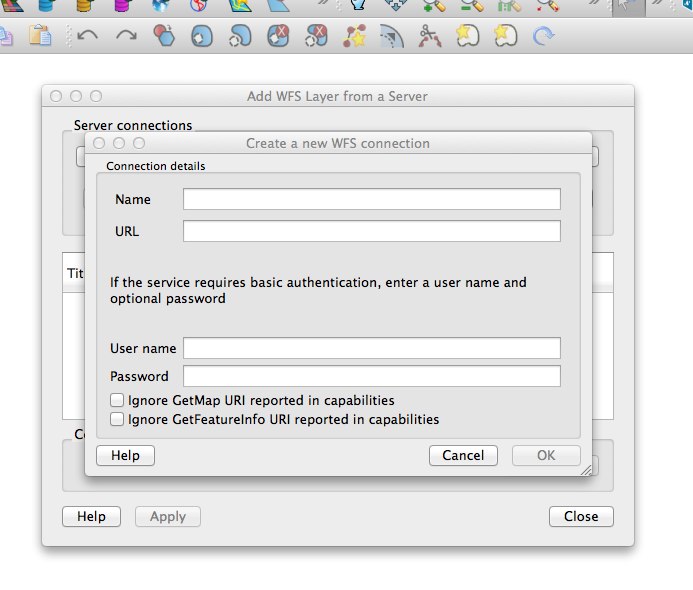 Add WFS Layer from a Server
Server connections
Create a new WFS connection
Connection details
Name
URL
Tit
If the service requires basic authentication, enter a user name and
optional password
User name
Password
Ignore GetMap URI reported in capabilities
Ignore GetFeatureInfo URI reported in capabilities
Help
Cancel
OK
Help
Apply
Close